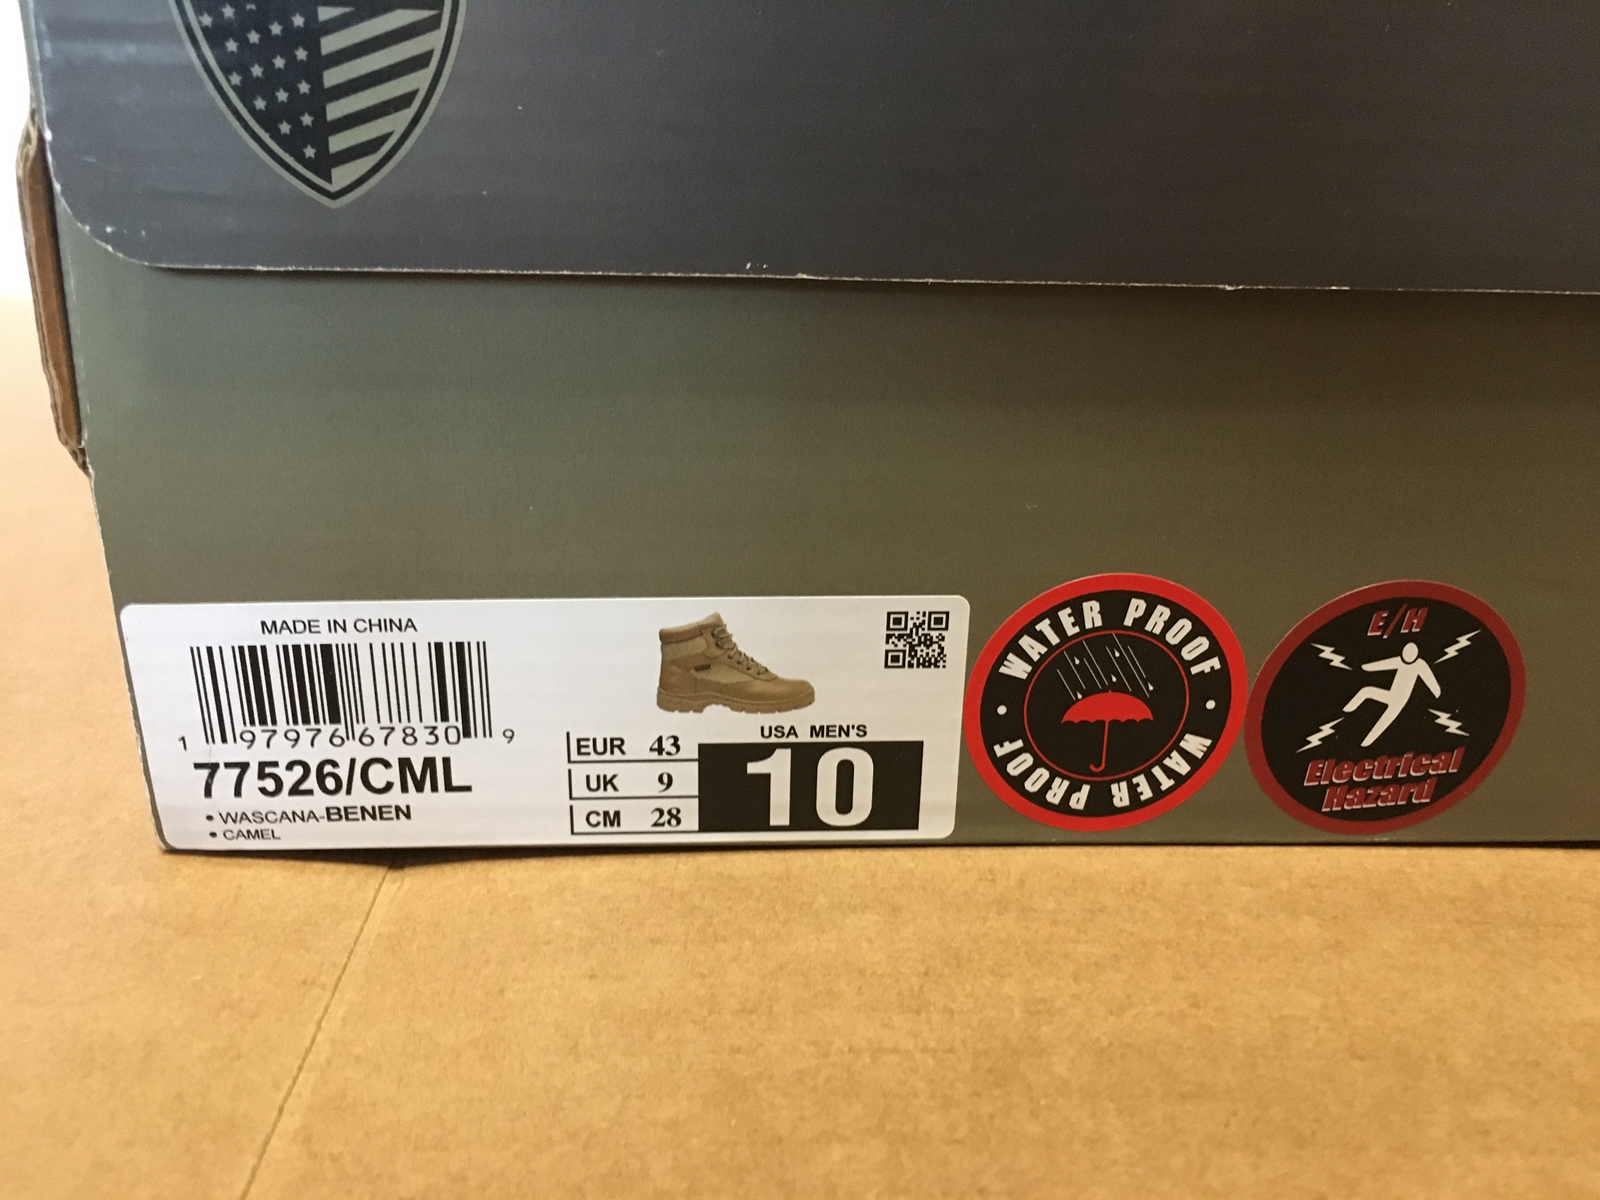 MADE IN CHINA
1 97976 67830 9
77526/CML
• WASCANA-BENEN
• CAMEL
EUR 43
UK 9
CM 28
USA MEN'S
10
WATER PROOF • WATER PROOF •
E/H
Electrical
Hazard